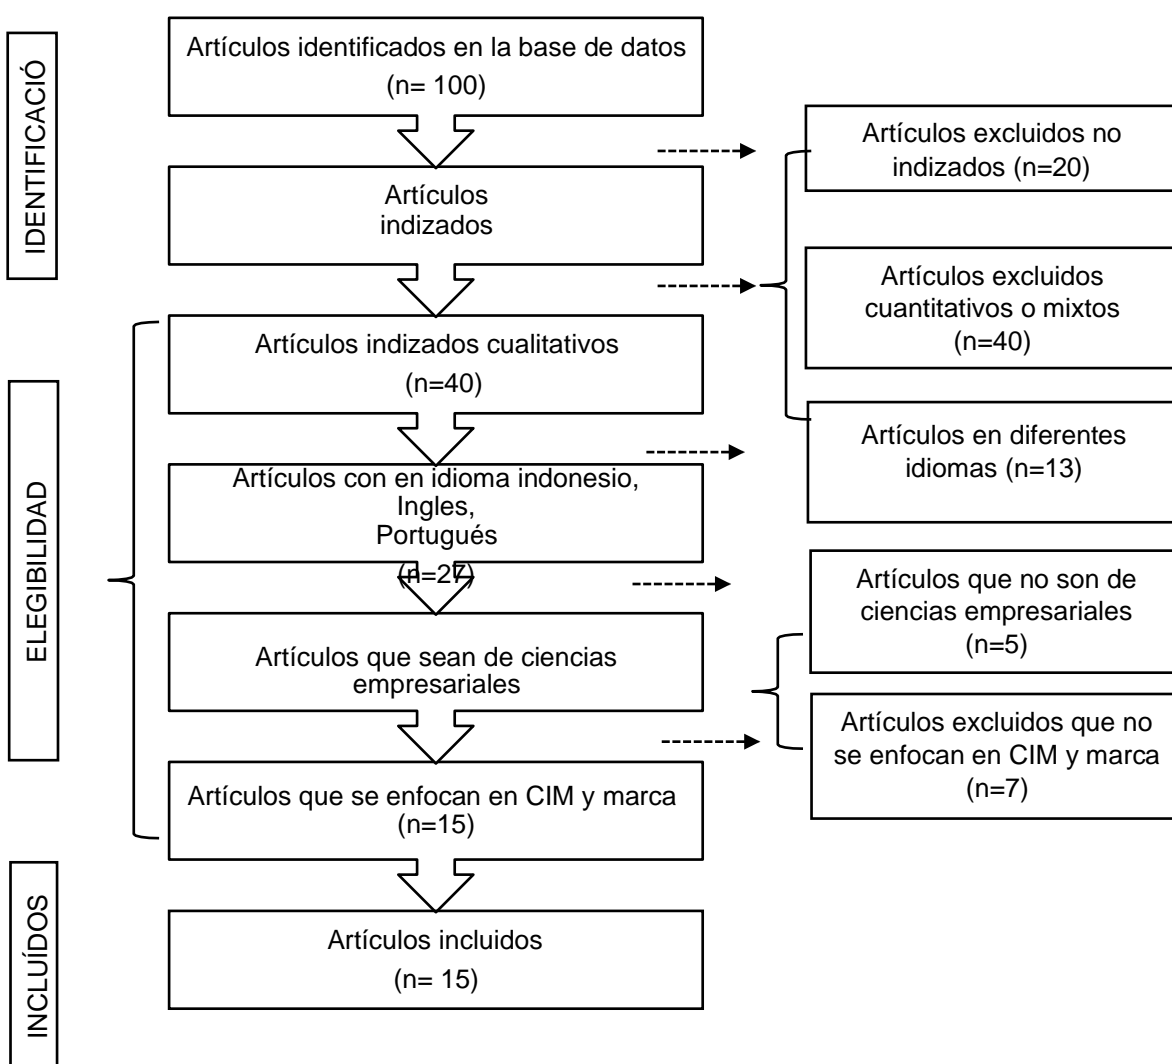 IDENTIFICACIÓ
Artículos identificados en la base de datos
(n= 100)
Artículos
indizados
Artículos excluidos no
indizados (n=20)
Artículos excluidos
cuantitativos o mixtos
(n=40)
ELEGIBILIDAD
Artículos indizados cualitativos
(n=40)
Artículos con en idioma indonesio,
Ingles,
Portugués
(n=27)
Artículos en diferentes
idiomas (n=13)
Artículos que sean de ciencias
empresariales
Artículos que no son de
ciencias empresariales
(n=5)
Artículos que se enfocan en CIM y marca
(n=15)
Artículos excluidos que no
se enfocan en CIM y marca
(n=7)
INCLUÍDOS
Artículos incluidos
(n= 15)